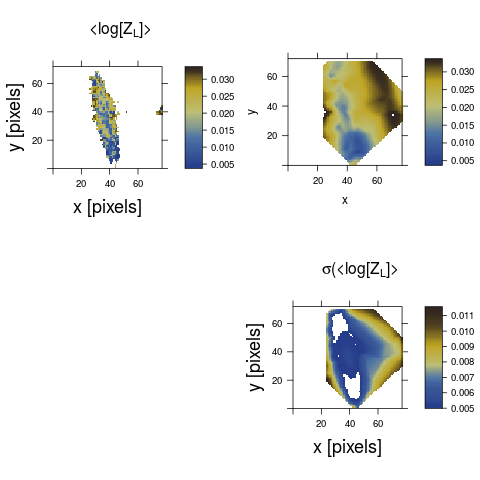 <log[Z_L]>
60
40
20
20 40 60
y [pixels]
x [pixels]
0.030
0.025
0.020
0.015
0.010
0.005
60
40
20
20 40 60
y
x
0.030
0.025
0.020
0.015
0.010
0.005
σ(<log[Z_L]>
60
40
20
20 40 60
y [pixels]
x [pixels]
0.011
0.010
0.009
0.008
0.007
0.006
0.005